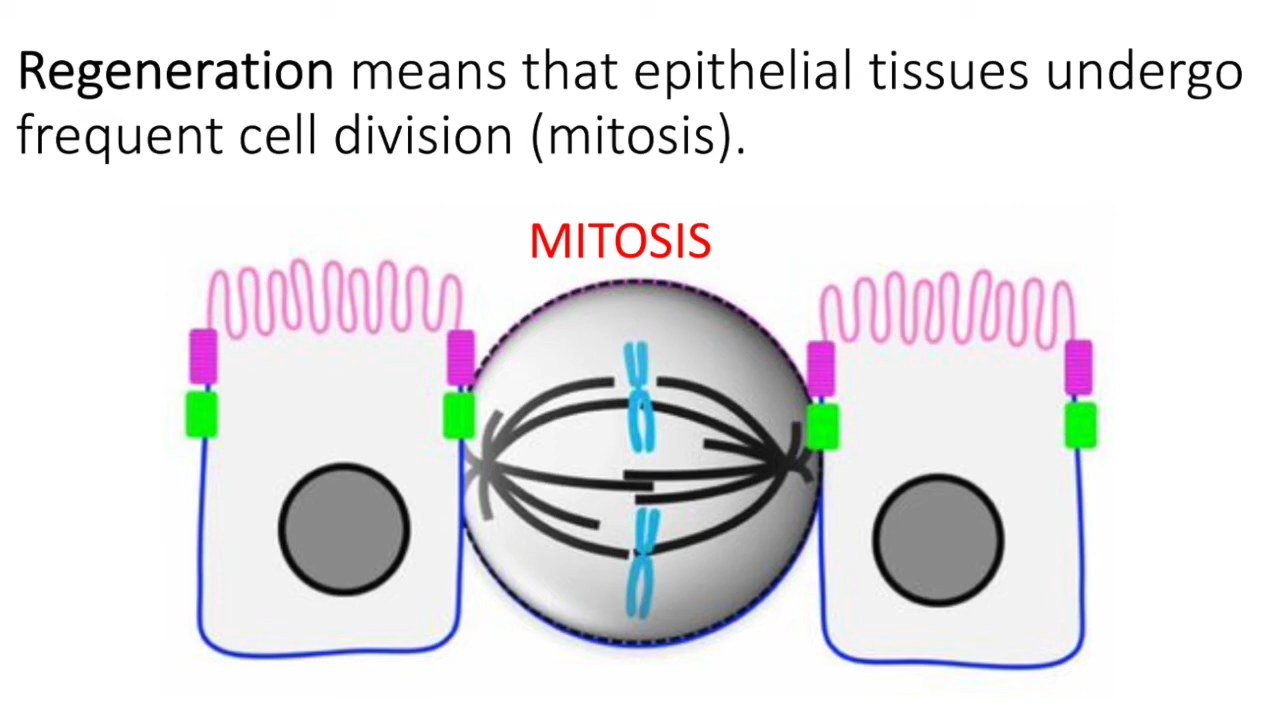 Regeneration means that epithelial tissues undergo
frequent cell division (mitosis).
MITOSIS